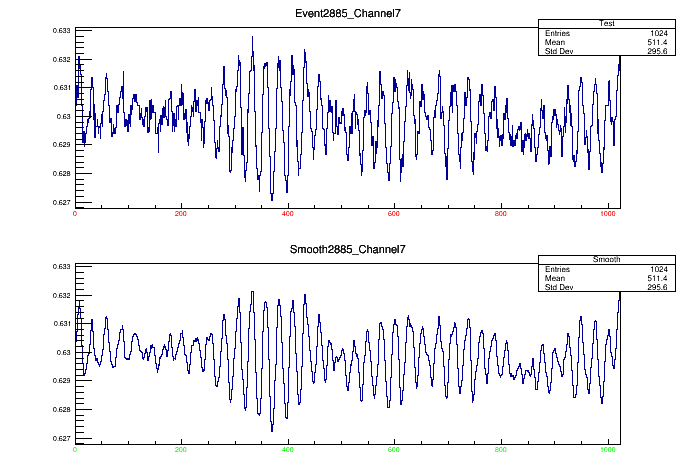 Event2885_Channel7
Test
Entries 1024
Mean 511.4
Std Dev 295.6
0.633
0.632
0.631
0.63
0.629
0.628
0.627
0 200 400 600 800 1000
Smooth2885_Channel7
Smooth
Entries 1024
Mean 511.4
Std Dev 295.6
0.633
0.632
0.631
0.63
0.629
0.628
0.627
0 200 400 600 800 1000